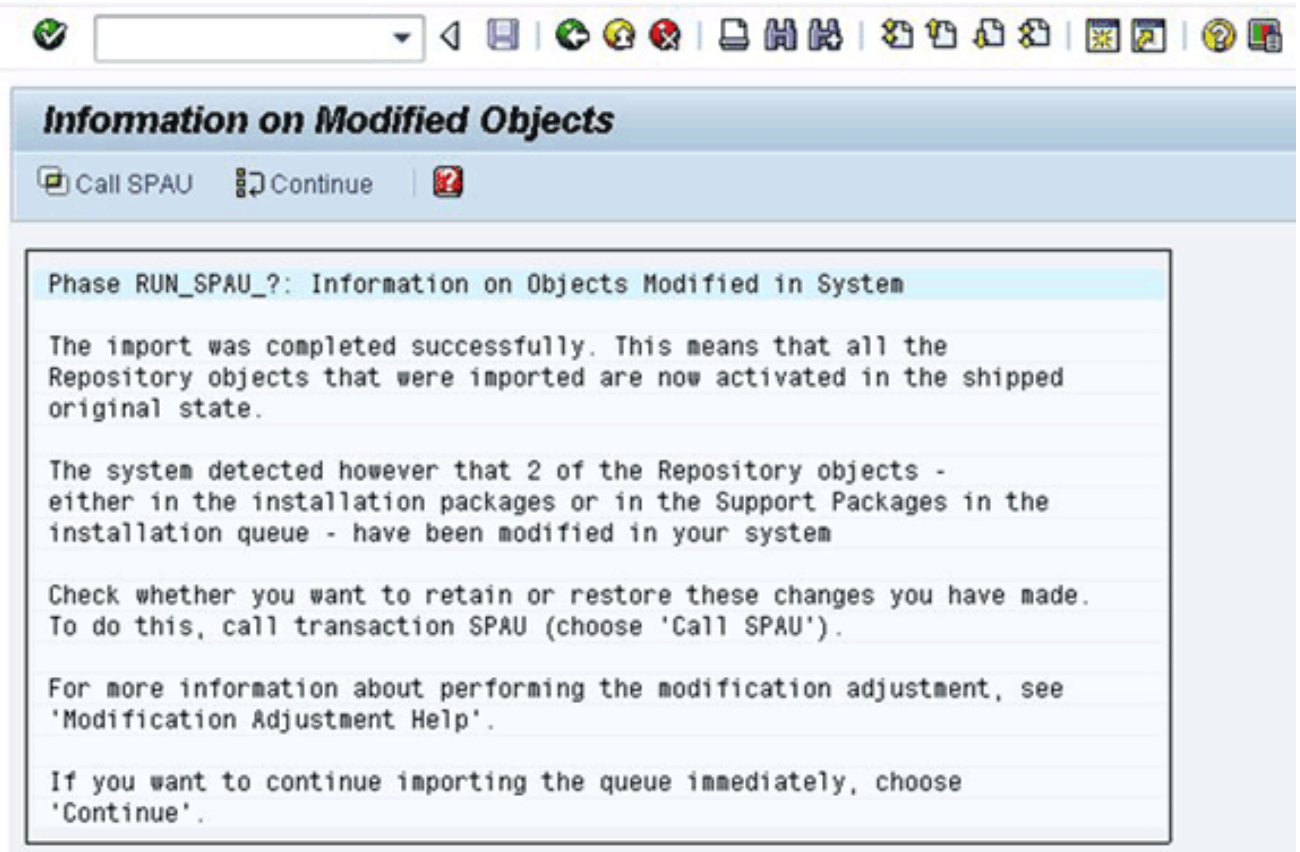 Information on Modified Objects
Call SPAU Continue
Phase RUN_SPAU_?: Information on Objects Modified in System
The import was completed successfully. This means that all the
Repository objects that were imported are now activated in the shipped
original state.
The system detected however that 2 of the Repository objects -
either in the installation packages or in the Support Packages in the
installation queue - have been modified in your system
Check whether you want to retain or restore these changes you have made.
To do this, call transaction SPAU (choose 'Call SPAU').
For more information about performing the modification adjustment, see
'Modification Adjustment Help'.
If you want to continue importing the queue immediately, choose
'Continue'.